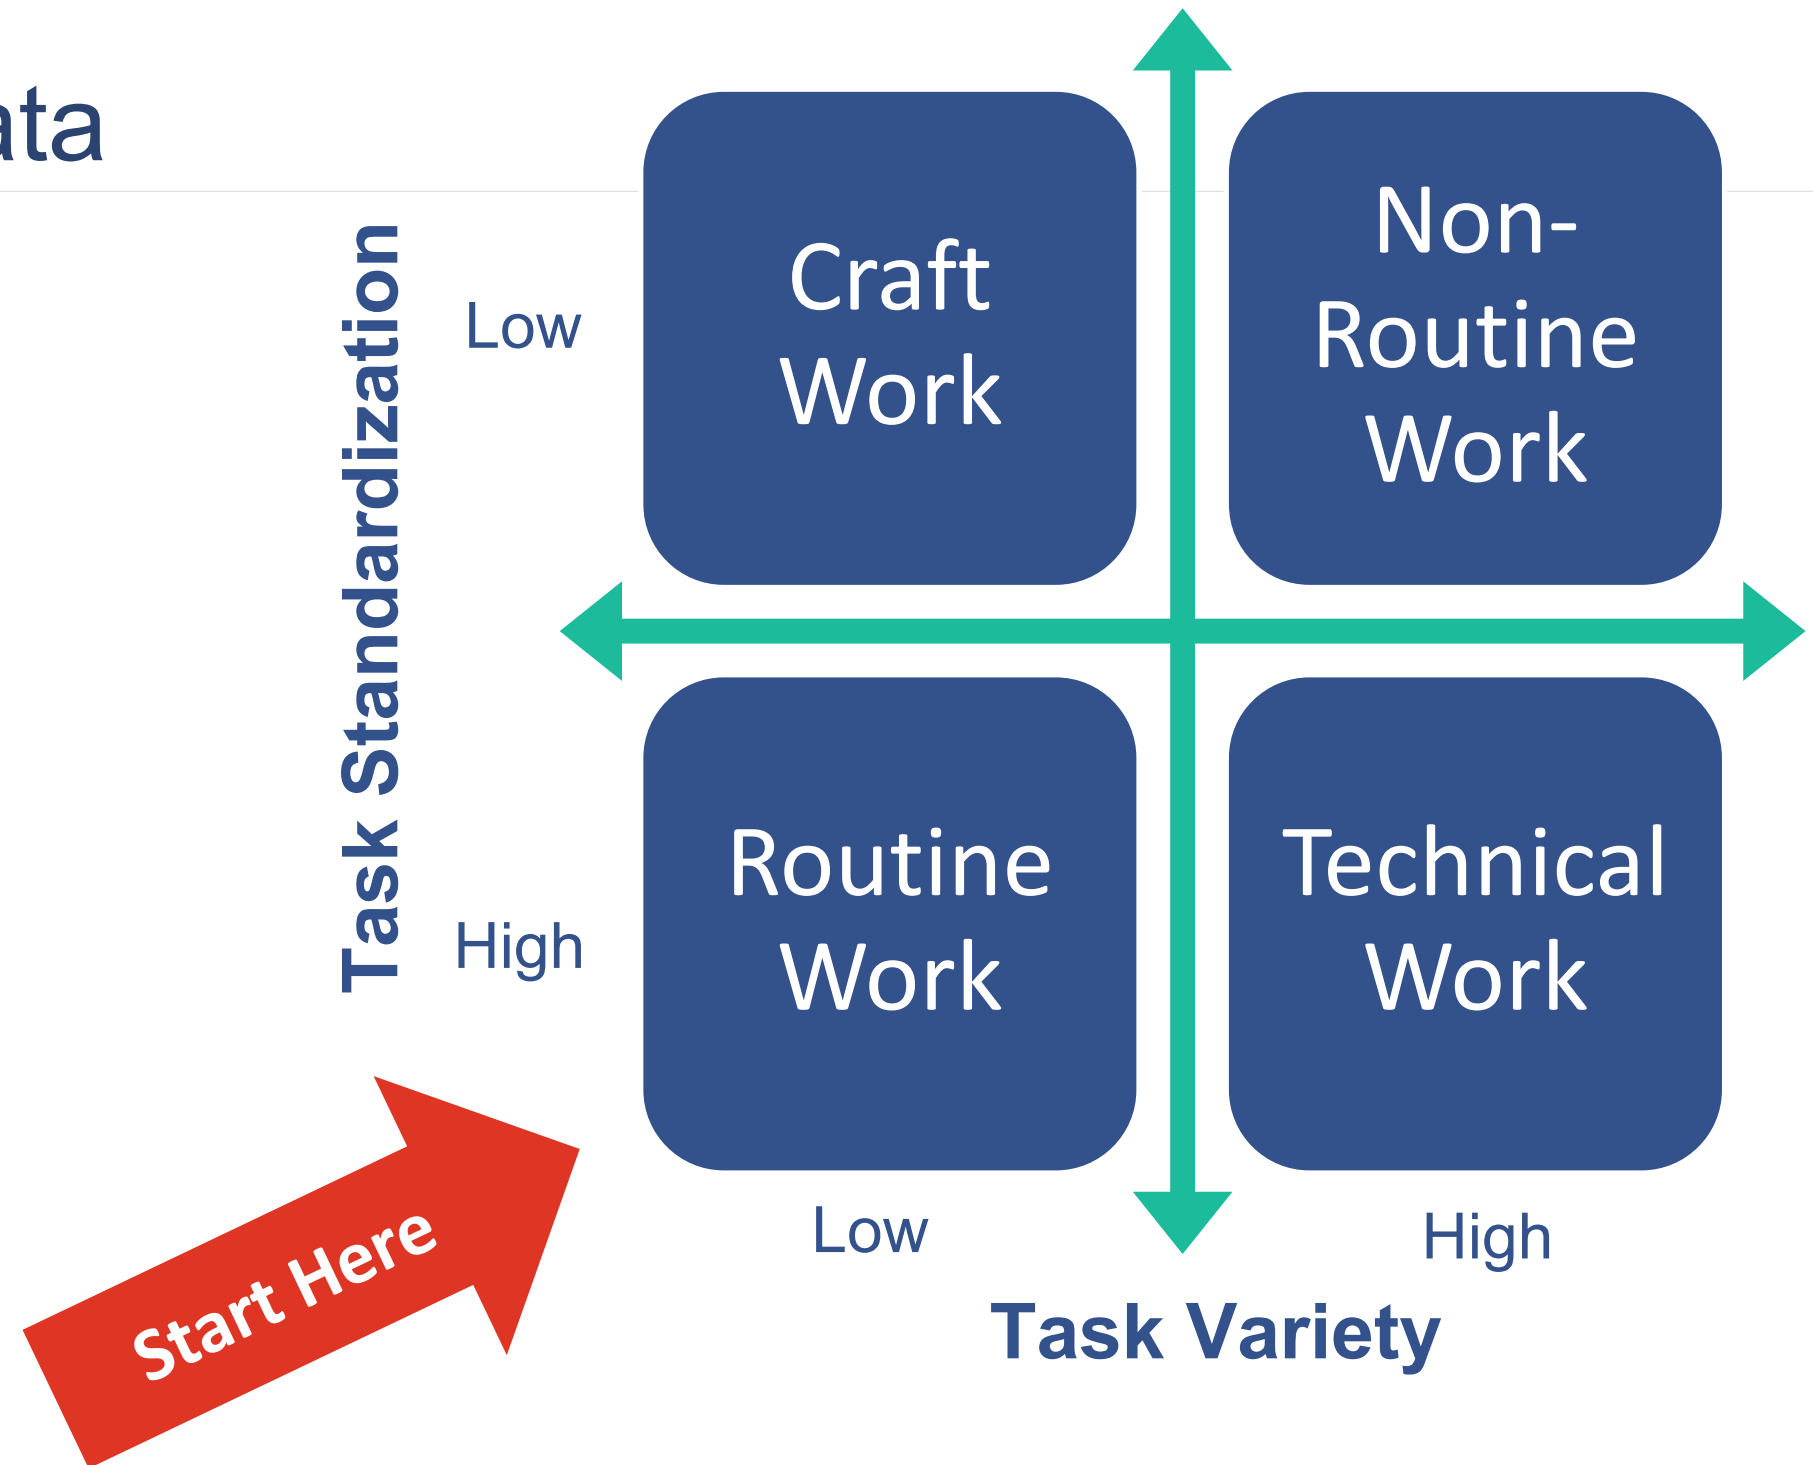 ata
Task Standardization
Low
High
Craft
Work
Non-
Routine
Work
Routine
Work
Technical
Work
Low
High
Task Variety
Start Here